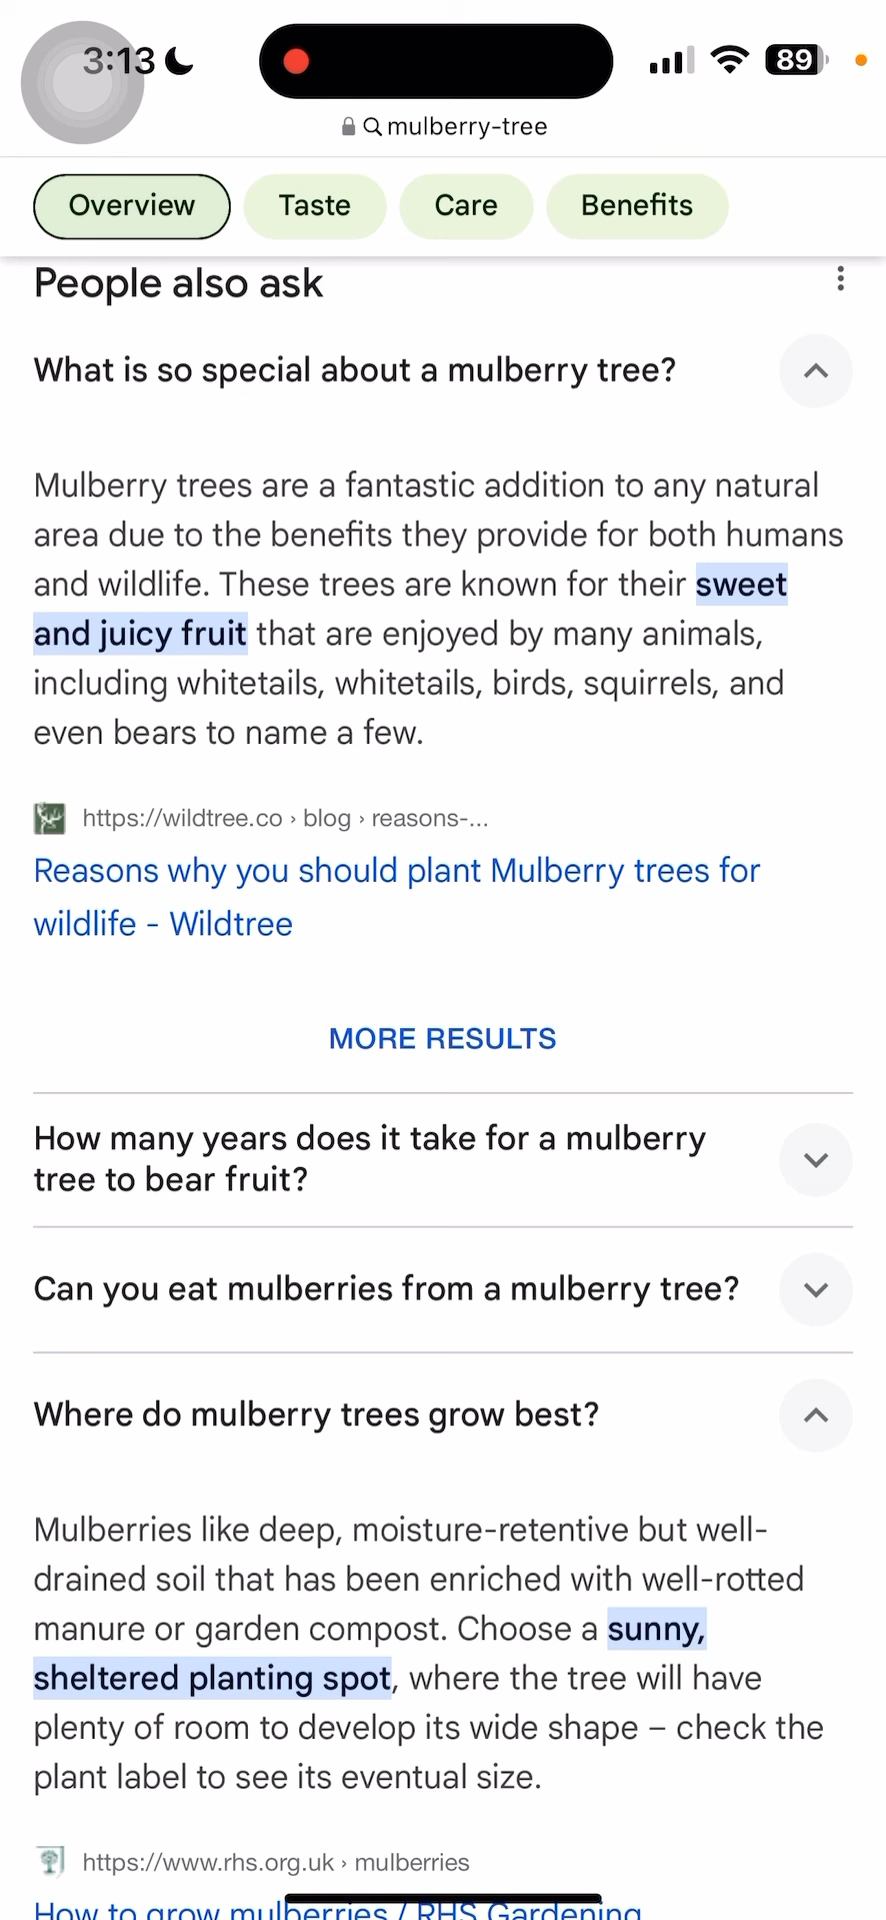 3:13
89
mulberry-tree
Overview
Taste
Care
Benefits
People also ask
What is so special about a mulberry tree?
Mulberry trees are a fantastic addition to any natural
area due to the benefits they provide for both humans
and wildlife. These trees are known for their sweet
and juicy fruit that are enjoyed by many animals,
including whitetails, whitetails, birds, squirrels, and
even bears to name a few.
https://wildtree.co › blog › reasons-...
Reasons why you should plant Mulberry trees for
wildlife - Wildtree
MORE RESULTS
How many years does it take for a mulberry
tree to bear fruit?
Can you eat mulberries from a mulberry tree?
Where do mulberry trees grow best?
Mulberries like deep, moisture-retentive but well-
drained soil that has been enriched with well-rotted
manure or garden compost. Choose a sunny,
sheltered planting spot, where the tree will have
plenty of room to develop its wide shape – check the
plant label to see its eventual size.
https://www.rhs.org.uk › mulberries
How to grow mulberries / RHS Gardening